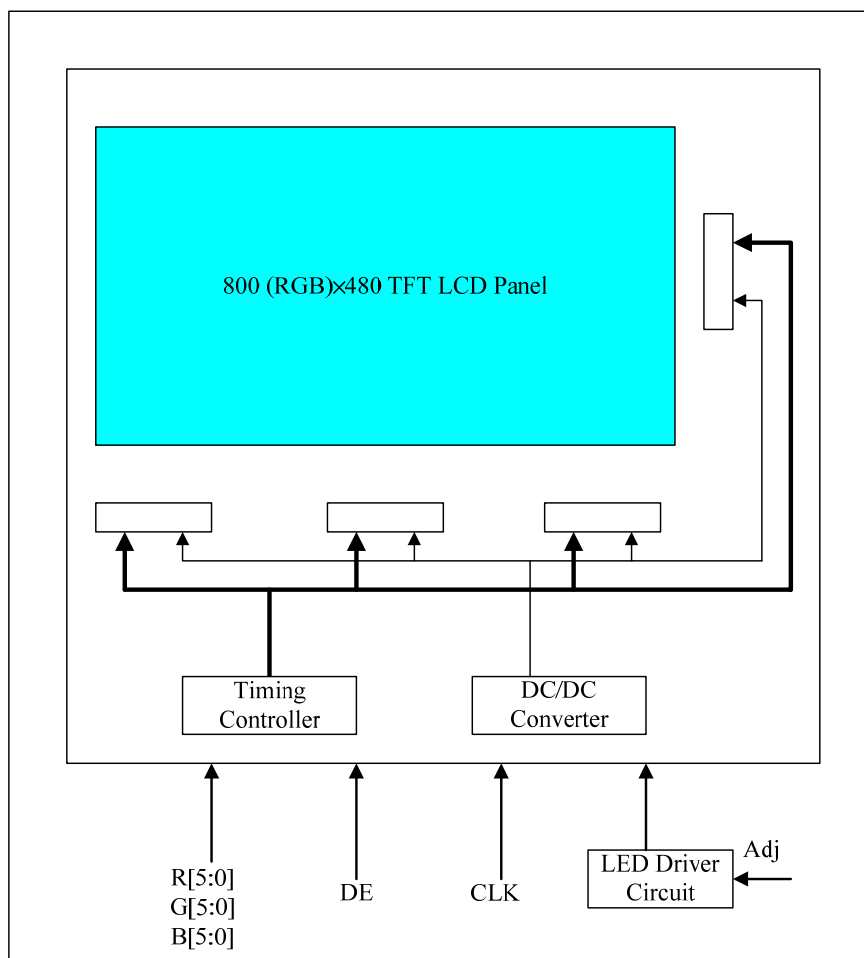 800 (RGB)×480 TFT LCD Panel
Timing
Controller
DC/DC
Converter
R[5:0]
G[5:0]
B[5:0]
DE
CLK
LED Driver
Circuit
Adj